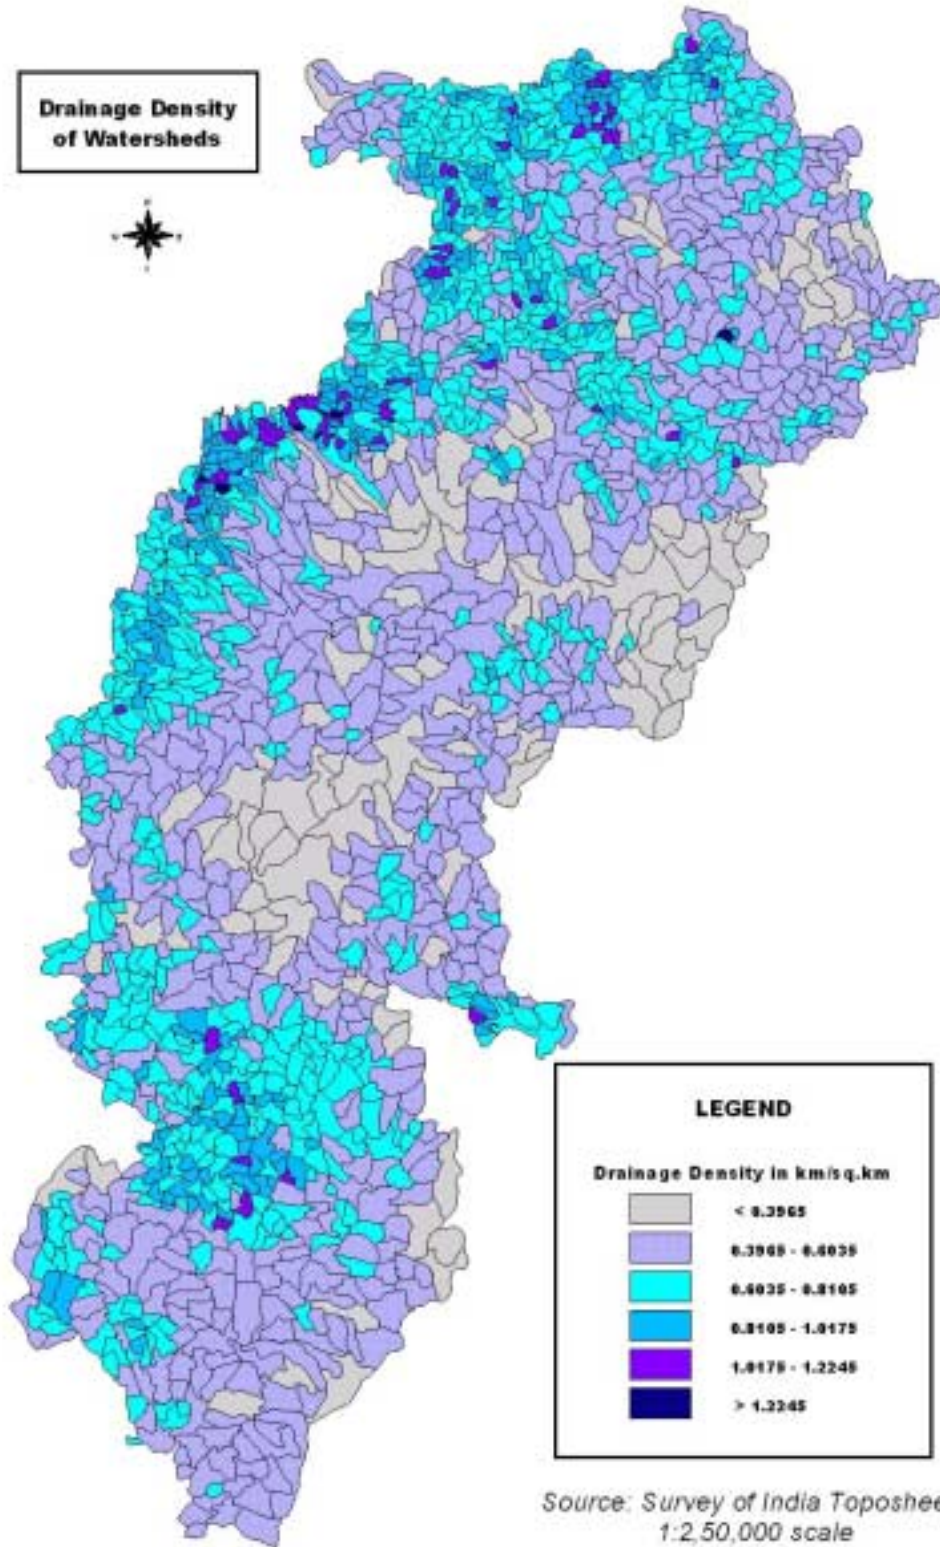 Drainage Density
of Watersheds
LEGEND
Drainage Density in km/sq.km
< 0.3965
0.3965 - 0.6035
0.6035 - 0.8105
0.8105 - 1.0175
1.0175 - 1.2245
> 1.2245
Source: Survey of India Toposhee
1:2,50,000 scale